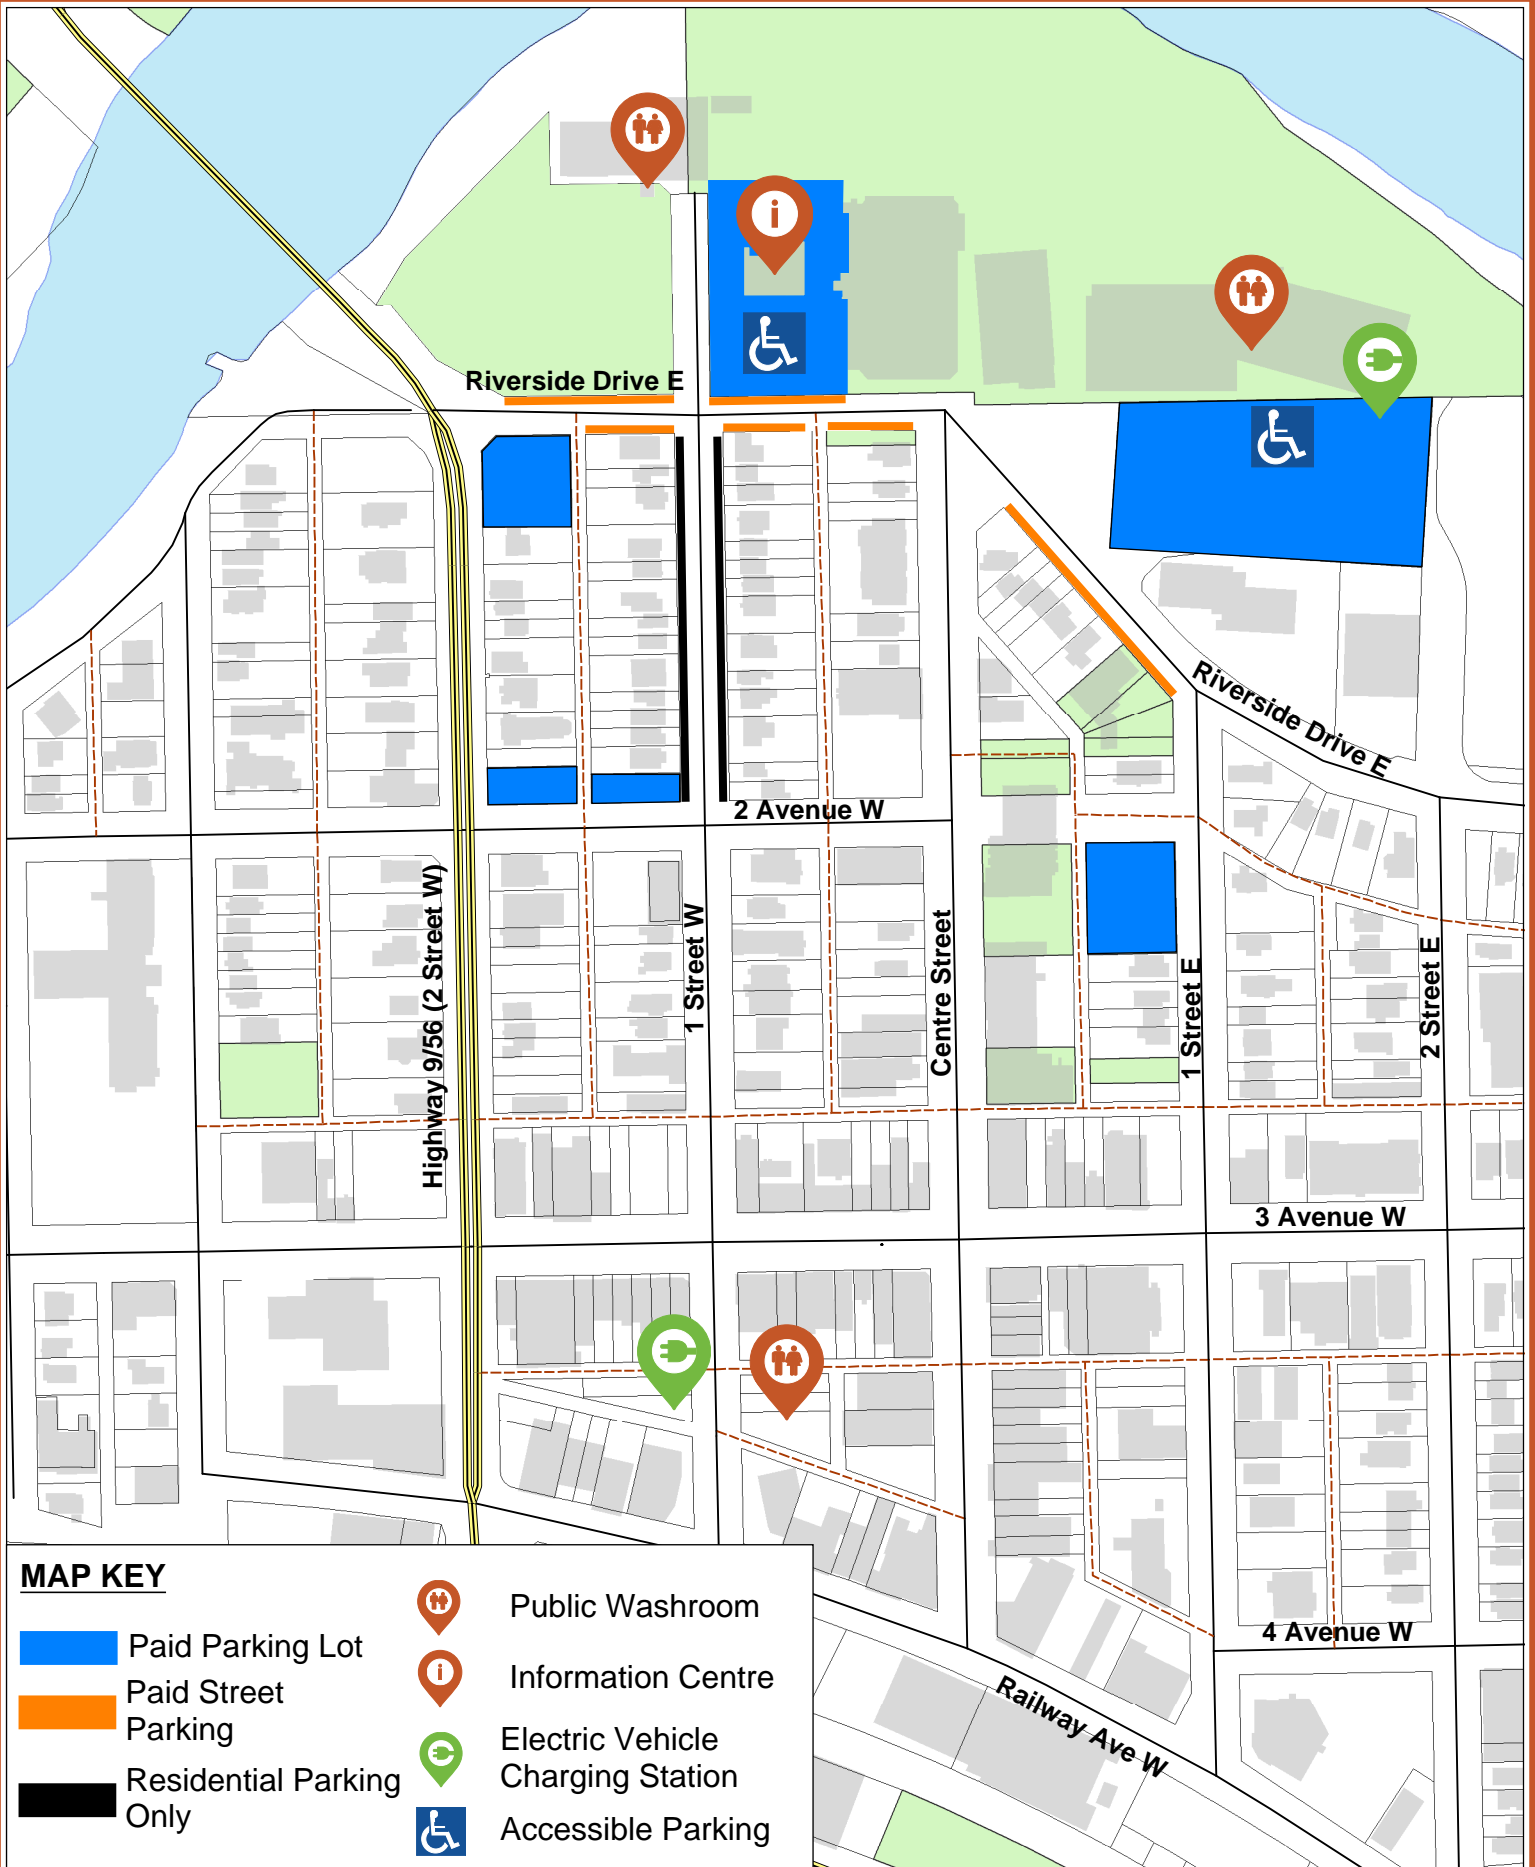 Riverside Drive E
Riverside Drive E
2 Avenue W
Highway 9/56 (2 Street W)
1 Street W
Centre Street
1 Street E
2 Street E
3 Avenue W
4 Avenue W
Railway Ave W
MAP KEY
Paid Parking Lot
Paid Street
Parking
Residential Parking
Only
Public Washroom
Information Centre
Electric Vehicle
Charging Station
Accessible Parking